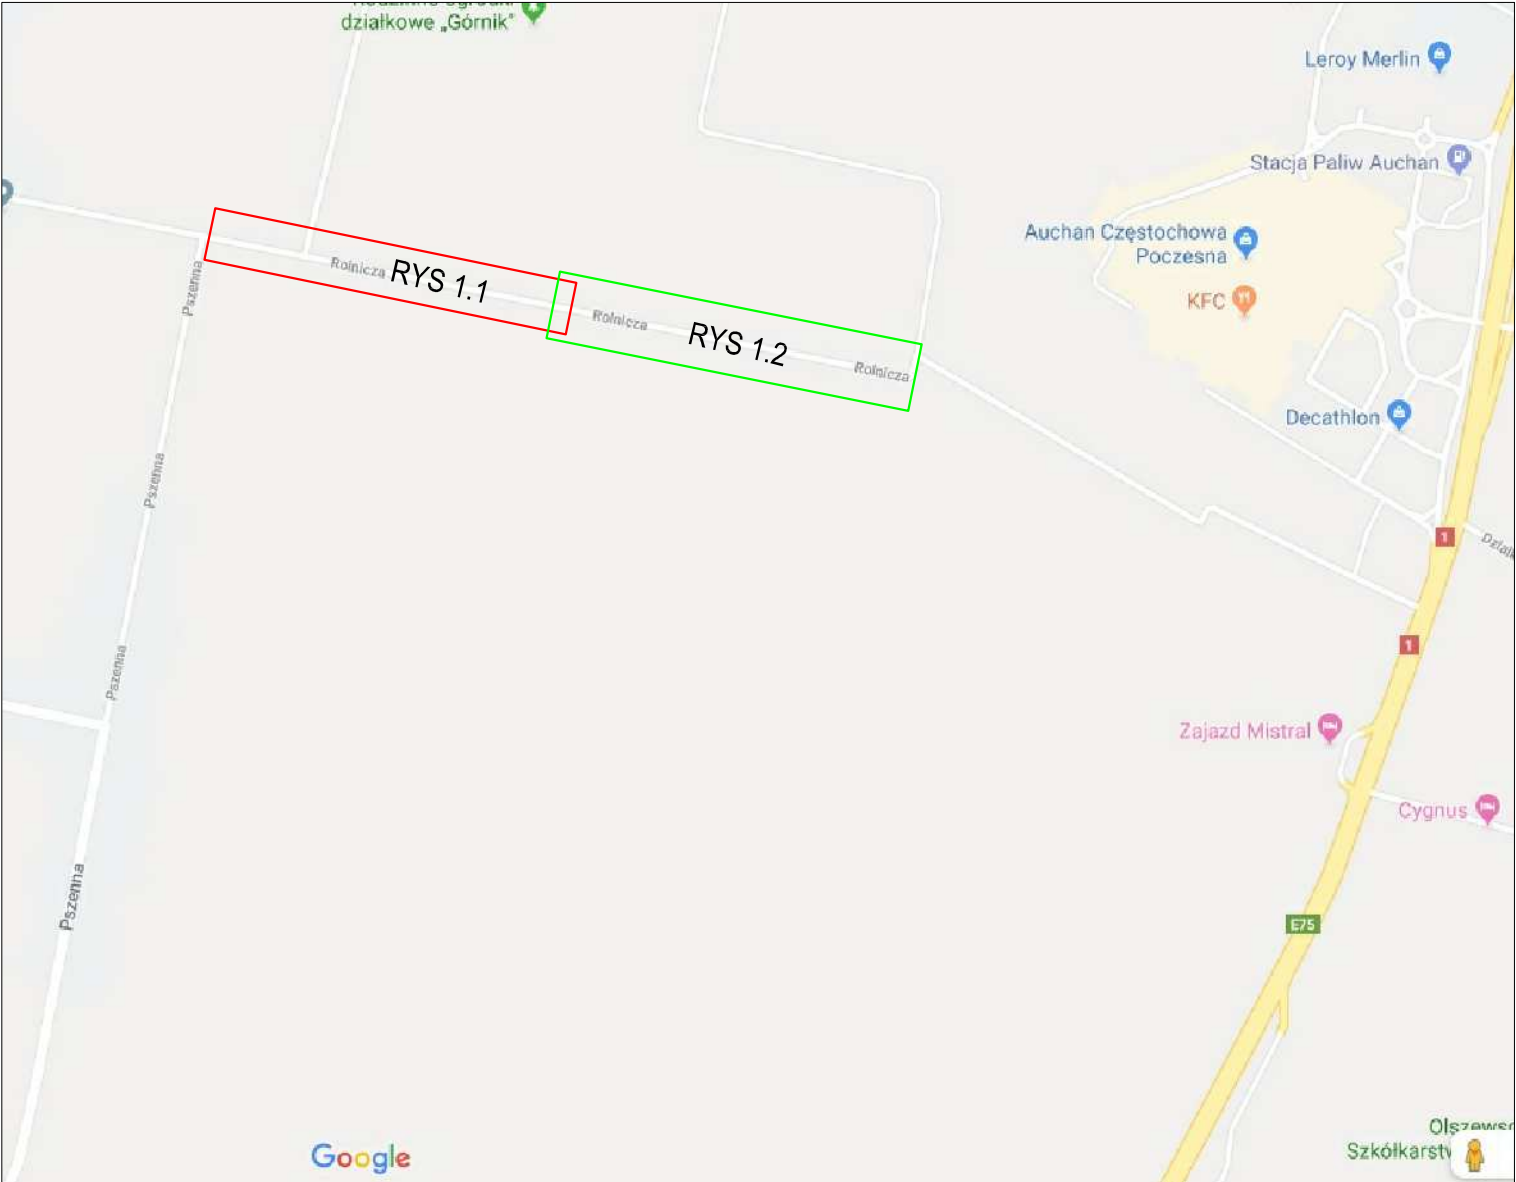 działkowe „Górnik"
Leroy Merlin
Stacja Paliw Auchan
Auchan Częstochowa
Poczesna
KFC
Pszenna
Rolnicza
RYS 1.1
Rolnicza
RYS 1.2
Rolnicza
Decathlon
Pszenna
1
1
Pszenna
Zajazd Mistral
Cygnus
Pszenna
E75
Google